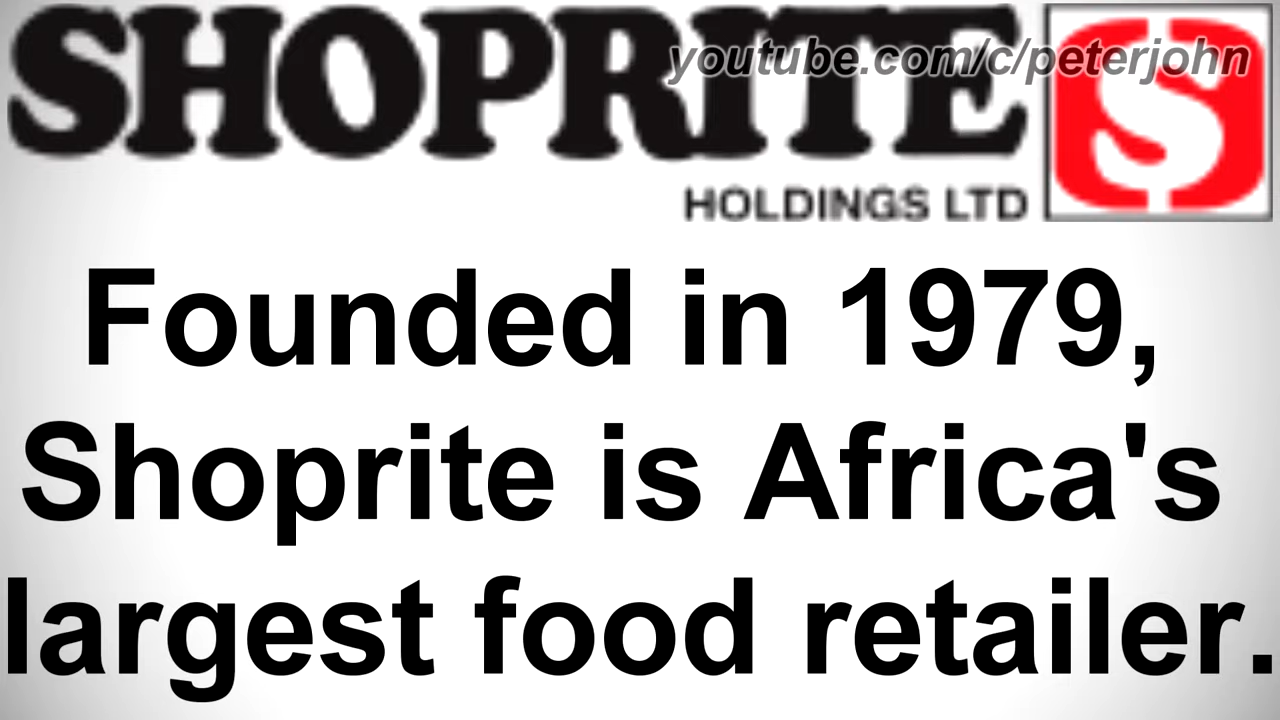 SHOPRITE S
youtube.com/c/peterjohn
HOLDINGS LTD
Founded in 1979,
Shoprite is Africa's
largest food retailer.